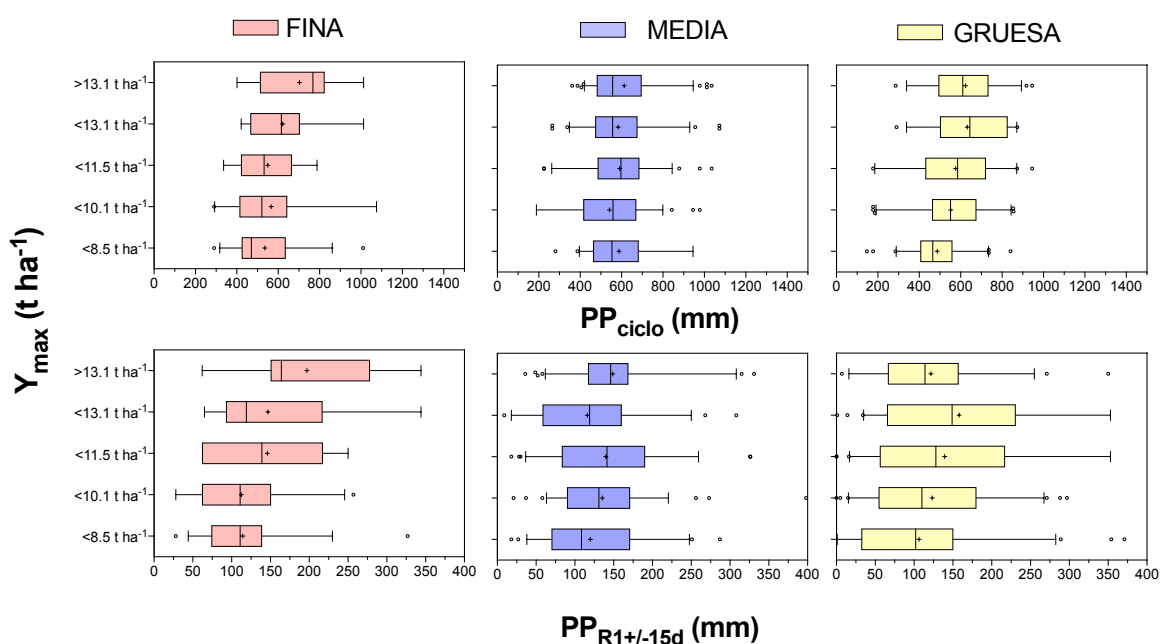 FINA MEDIA GRUESA
>13.1 t ha⁻¹
<13.1 t ha⁻¹
<11.5 t ha⁻¹
<10.1 t ha⁻¹
<8.5 t ha⁻¹
0 200 400 600 800 1000 1200 1400
0 200 400 600 800 1000 1200 1400
0 200 400 600 800 1000 1200 1400
PPciclo (mm)
Ymax (t ha⁻¹)
>13.1 t ha⁻¹
<13.1 t ha⁻¹
<11.5 t ha⁻¹
<10.1 t ha⁻¹
<8.5 t ha⁻¹
0 50 100 150 200 250 300 350 400
0 50 100 150 200 250 300 350 400
50 100 150 200 250 300 350 400
PPR1+/-15d (mm)